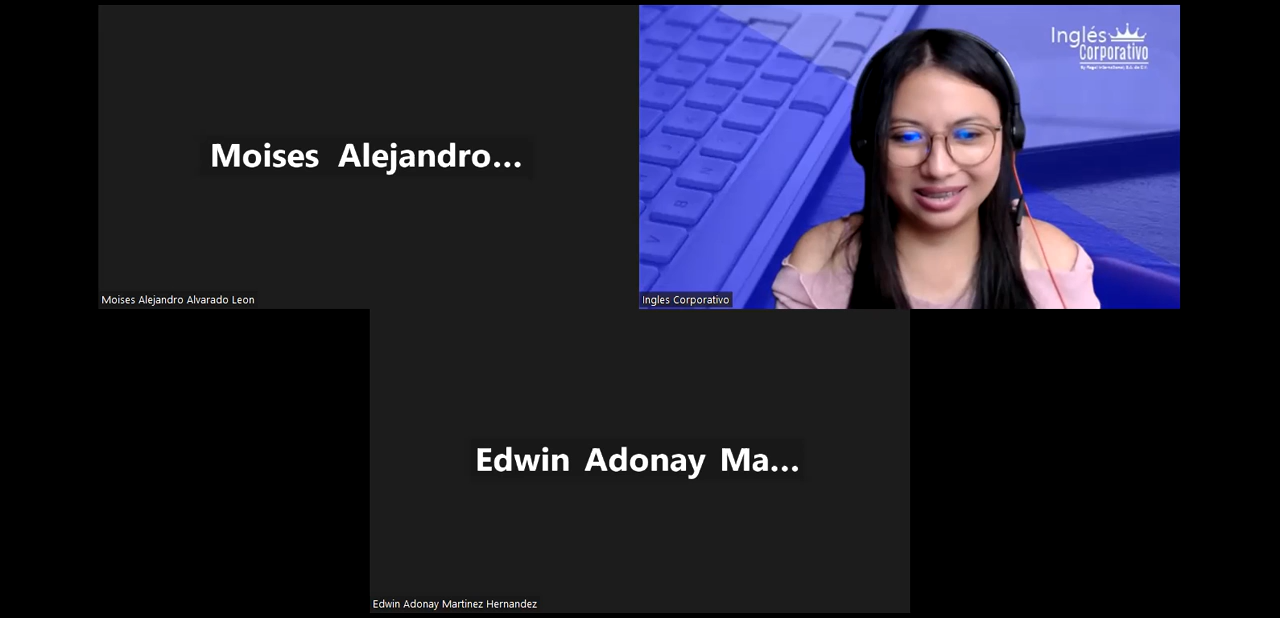 Moises Alejandro...
Moises Alejandro Alvarado Leon
Inglés
Corporativo
Ingles Corporativo
Edwin Adonay Ma...
Edwin Adonay Martinez Hernandez